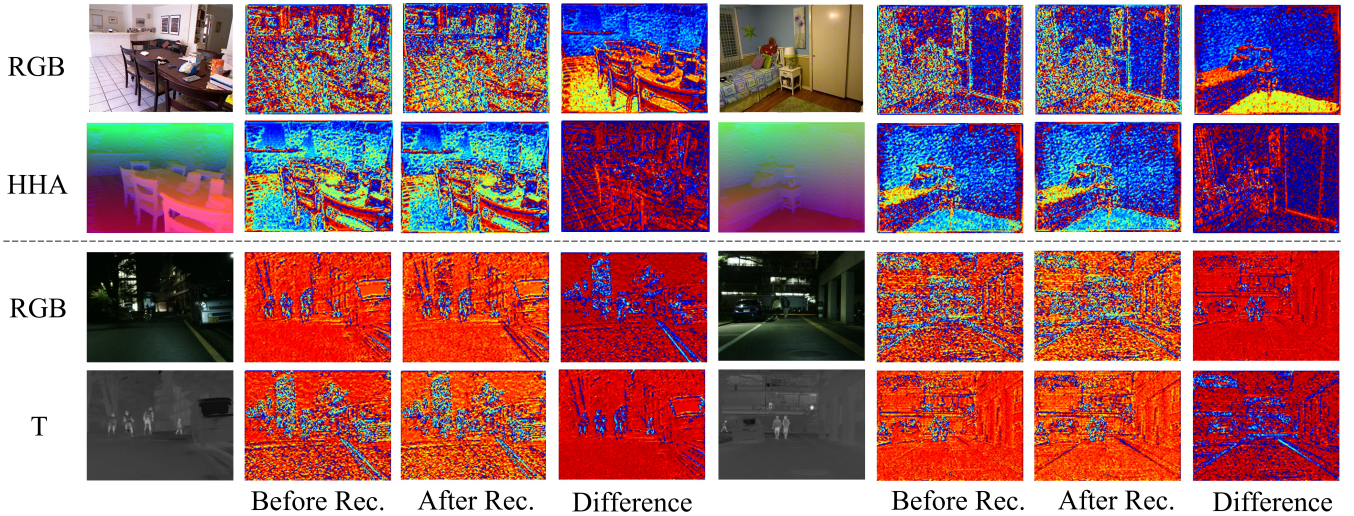 RGB
HHA
RGB
T
Before Rec. After Rec. Difference Before Rec. After Rec. Difference